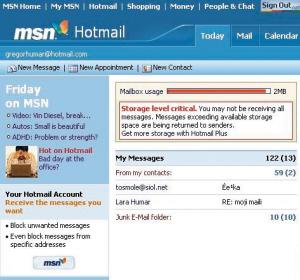 MSN Home | My MSN | Hotmail | Shopping | Money | People & Chat | Sign Out
msn Hotmail
Today | Mail | Calendar
gregorhumar@hotmail.com
New Message | New Appointment | New Contact
Friday
on MSN
Video: Vin Diesel, break...
Autos: Small is beautiful
ADHD: Problem or strength?
Hot on Hotmail
Bad day at the
office?
Your Hotmail Account
Receive the messages you
want
• Block unwanted messages
• Even block messages from
specific addresses
msn
Mailbox usage 2MB
Storage level critical. You may not be receiving all
messages. Messages exceeding available storage
space are being returned to senders.
Get more storage with Hotmail Plus
My Messages 122 (13)
From my contacts: 59 (2)
tosmole@siol.net
Lara Humar RE: moji maili
Junk E-Mail folder: 10 (10)